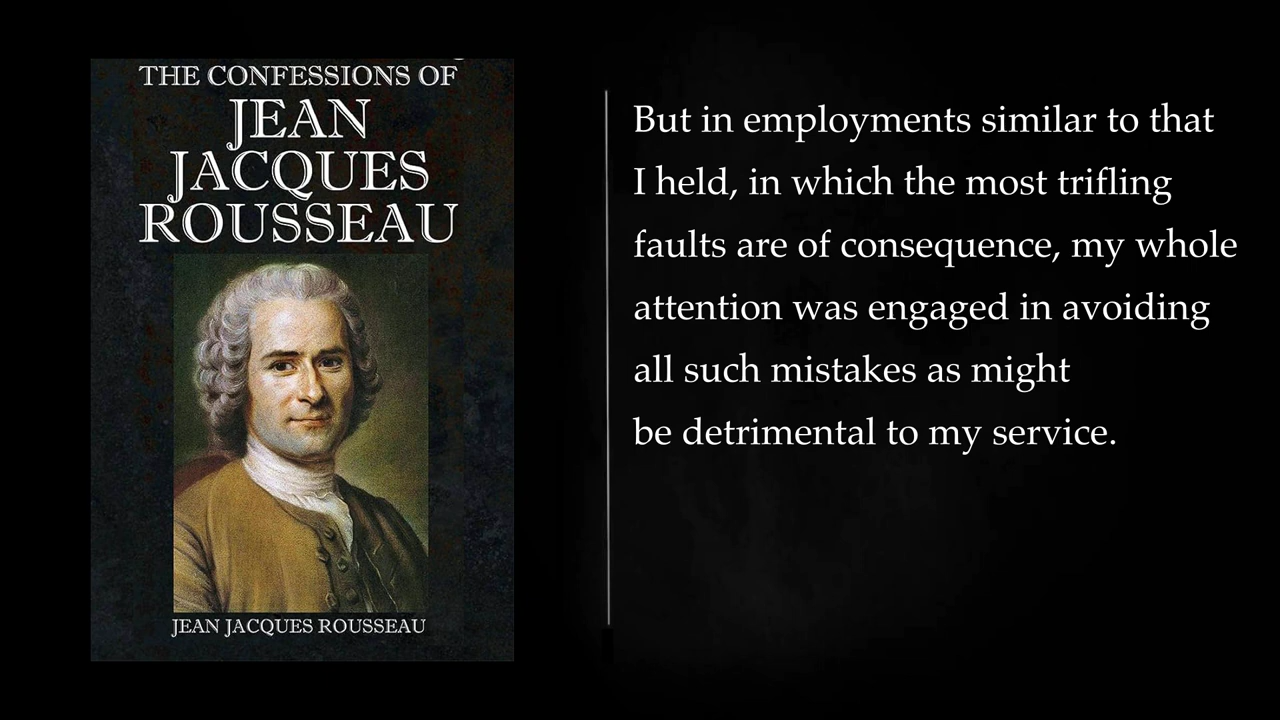 THE CONFESSIONS OF
JEAN
JACQUES
ROUSSEAU
JEAN JACQUES ROUSSEAU
But in employments similar to that
I held, in which the most trifling
faults are of consequence, my whole
attention was engaged in avoiding
all such mistakes as might
be detrimental to my service.